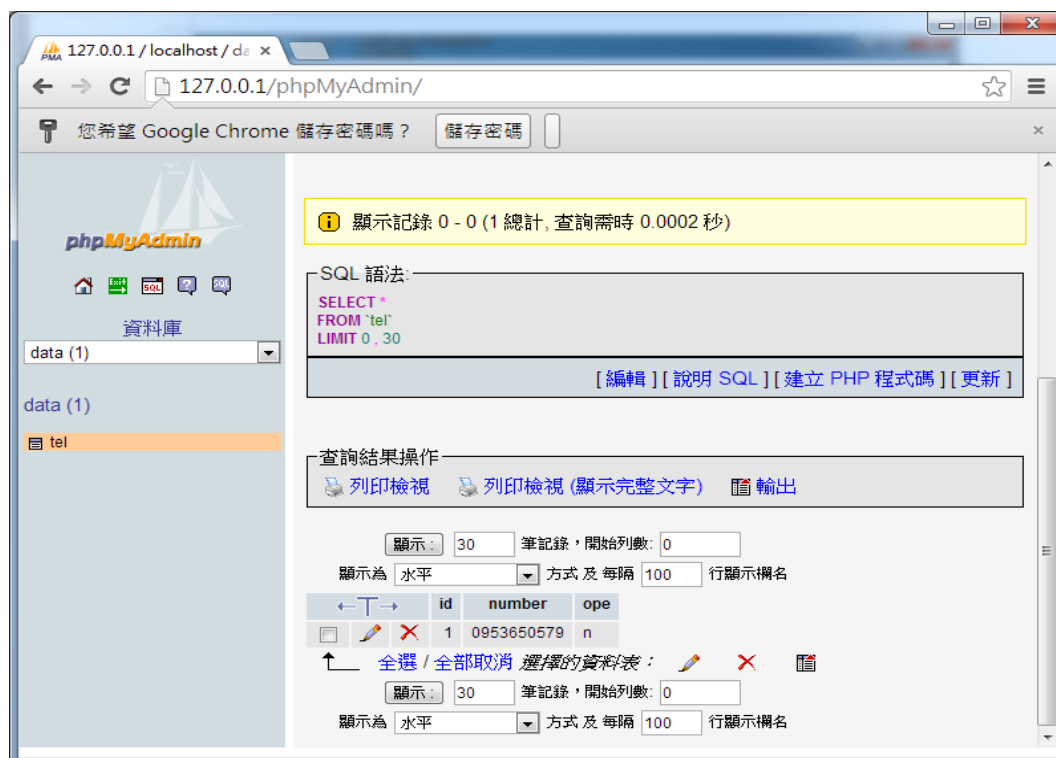 127.0.0.1 / localhost / da
127.0.0.1/phpMyAdmin/
您希望 Google Chrome 儲存密碼嗎？ 儲存密碼
phpMyAdmin
資料庫
data (1)
data (1)
tel
顯示記錄 0 - 0 (1 總計, 查詢需時 0.0002 秒)
SQL 語法:
SELECT *
FROM `tel`
LIMIT 0 , 30
[ 編輯 ] [ 說明 SQL ] [ 建立 PHP 程式碼 ] [ 更新 ]
查詢結果操作
列印檢視 列印檢視 (顯示完整文字) 輸出
顯示 : 30 筆記錄，開始列數: 0
顯示為 水平 方式 及 每隔 100 行顯示欄名
←T→ id number ope
1 0953650579 n
全選 / 全部取消 選擇的資料表：
顯示 : 30 筆記錄，開始列數: 0
顯示為 水平 方式 及 每隔 100 行顯示欄名